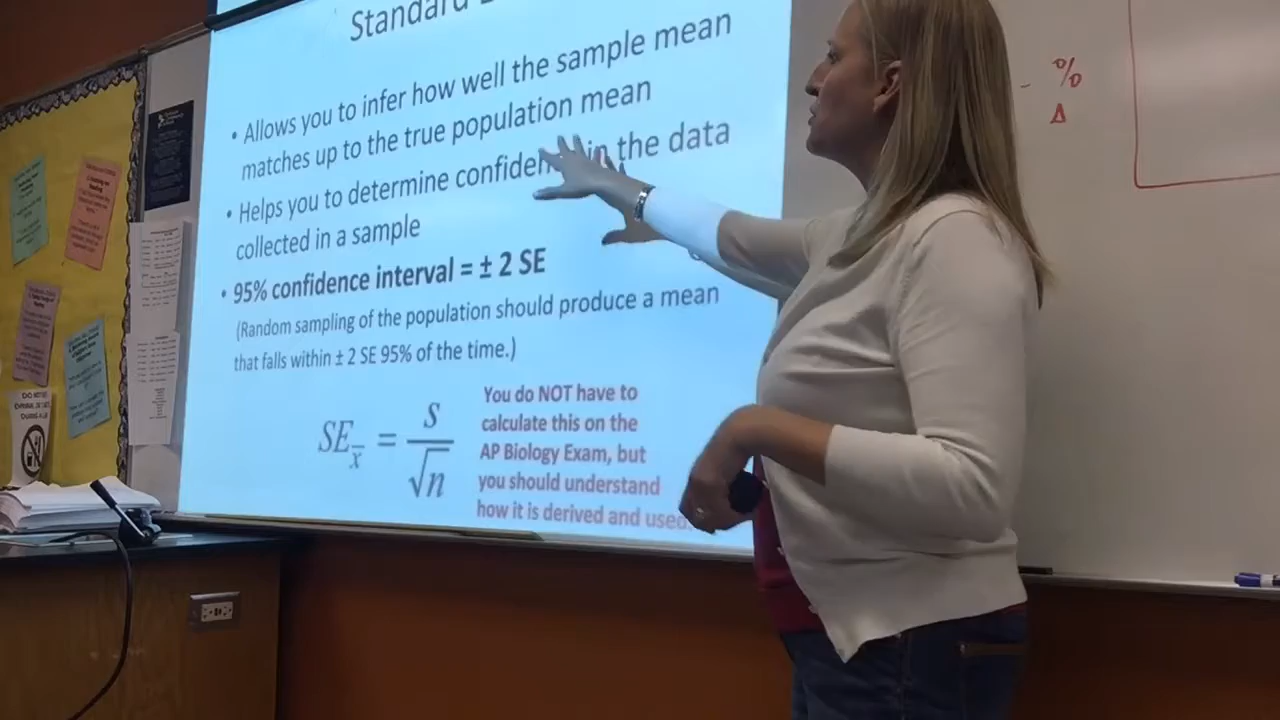 Standard
• Allows you to infer how well the sample mean
matches up to the true population mean
• Helps you to determine confiden in the data
collected in a sample
• 95% confidence interval = ± 2 SE
(Random sampling of the population should produce a mean
that falls within ± 2 SE 95% of the time.)
SE x̅ = S / √n
You do NOT have to
calculate this on the
AP Biology Exam, but
you should understand
how it is derived and used.
- %
Δ
DO NOT